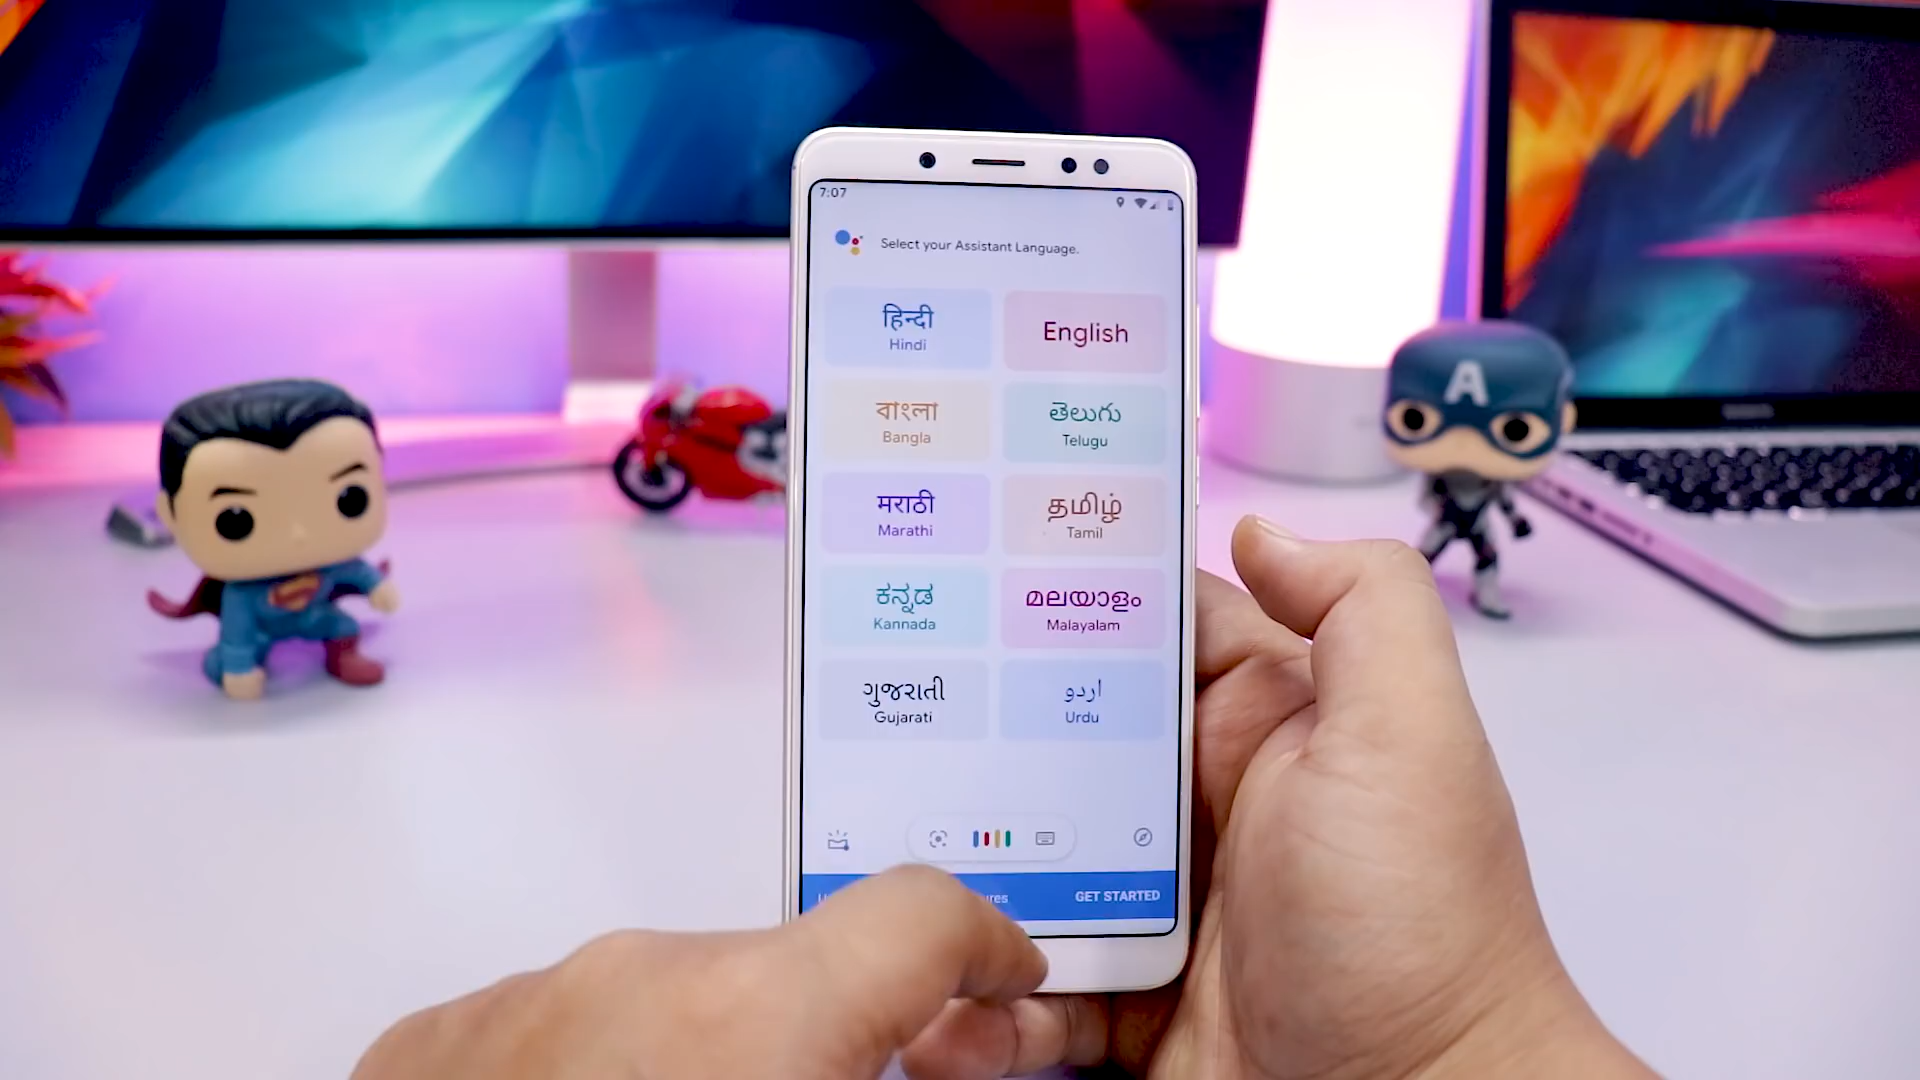 7:07
Select your Assistant Language.
हिन्दी
Hindi
English
বাংলা
Bangla
తెలుగు
Telugu
मराठी
Marathi
தமிழ்
Tamil
ಕನ್ನಡ
Kannada
മലയാളം
Malayalam
ગુજરાતી
Gujarati
اردو
Urdu
GET STARTED
A